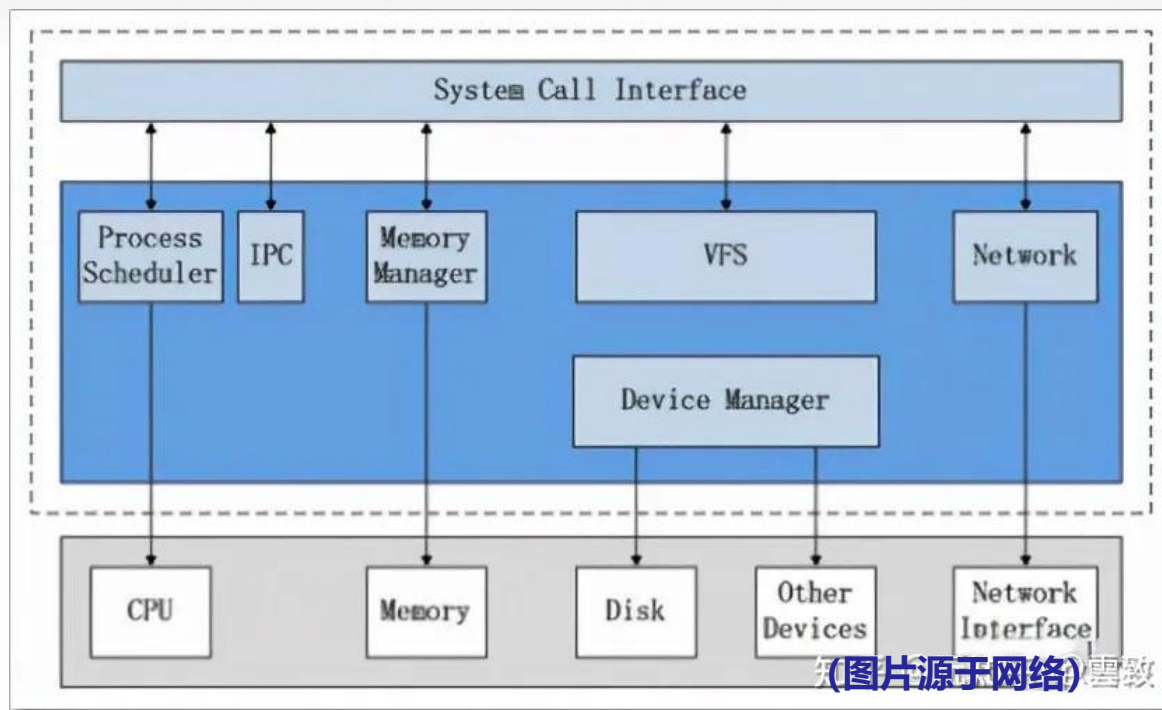 System Call Interface
Process
Scheduler
IPC
Memory
Manager
VFS
Network
Device Manager
CPU
Memory
Disk
Other
Devices
Network
Interface
(图片源于网络)